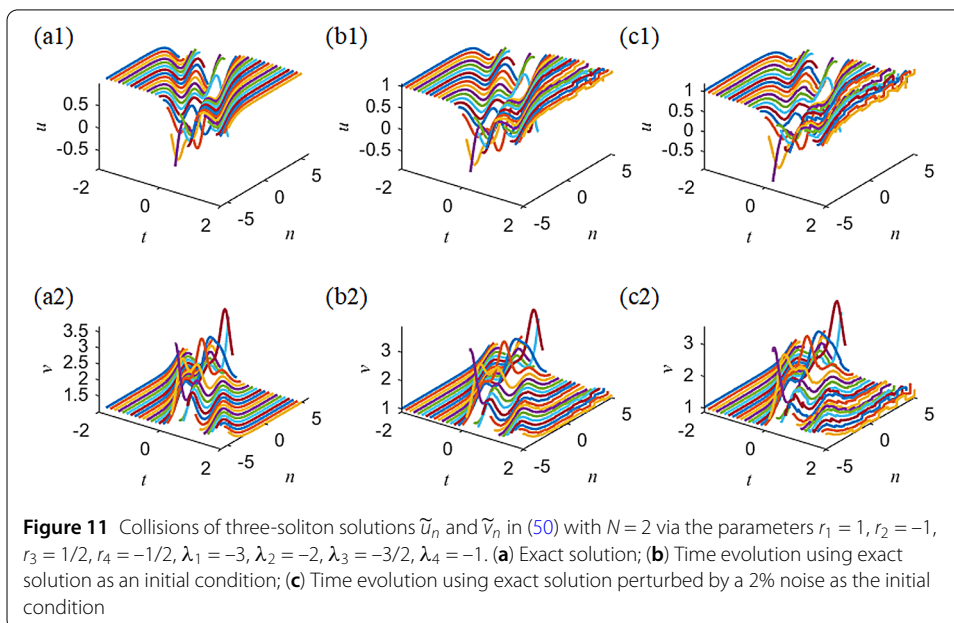 (a1) (b1) (c1)
u 0.5 0 -0.5 -2 0 2 t -5 0 5 n
u 1 0.5 0 -0.5 -2 0 2 t -5 0 5 n
u 1 0.5 0 -0.5 -2 0 2 t -5 0 5 n
(a2) (b2) (c2)
v 3.5 3 2.5 2 1.5 -2 0 2 t -5 0 5 n
v 3 2 1 -2 0 2 t -5 0 5 n
v 3 2 1 -2 0 2 t -5 0 5 n
Figure 11 Collisions of three-soliton solutions ũₙ and ṽₙ in (50) with N = 2 via the parameters r₁ = 1, r₂ = –1,
r₃ = 1/2, r₄ = –1/2, λ₁ = –3, λ₂ = –2, λ₃ = –3/2, λ₄ = –1. (a) Exact solution; (b) Time evolution using exact
solution as an initial condition; (c) Time evolution using exact solution perturbed by a 2% noise as the initial
condition